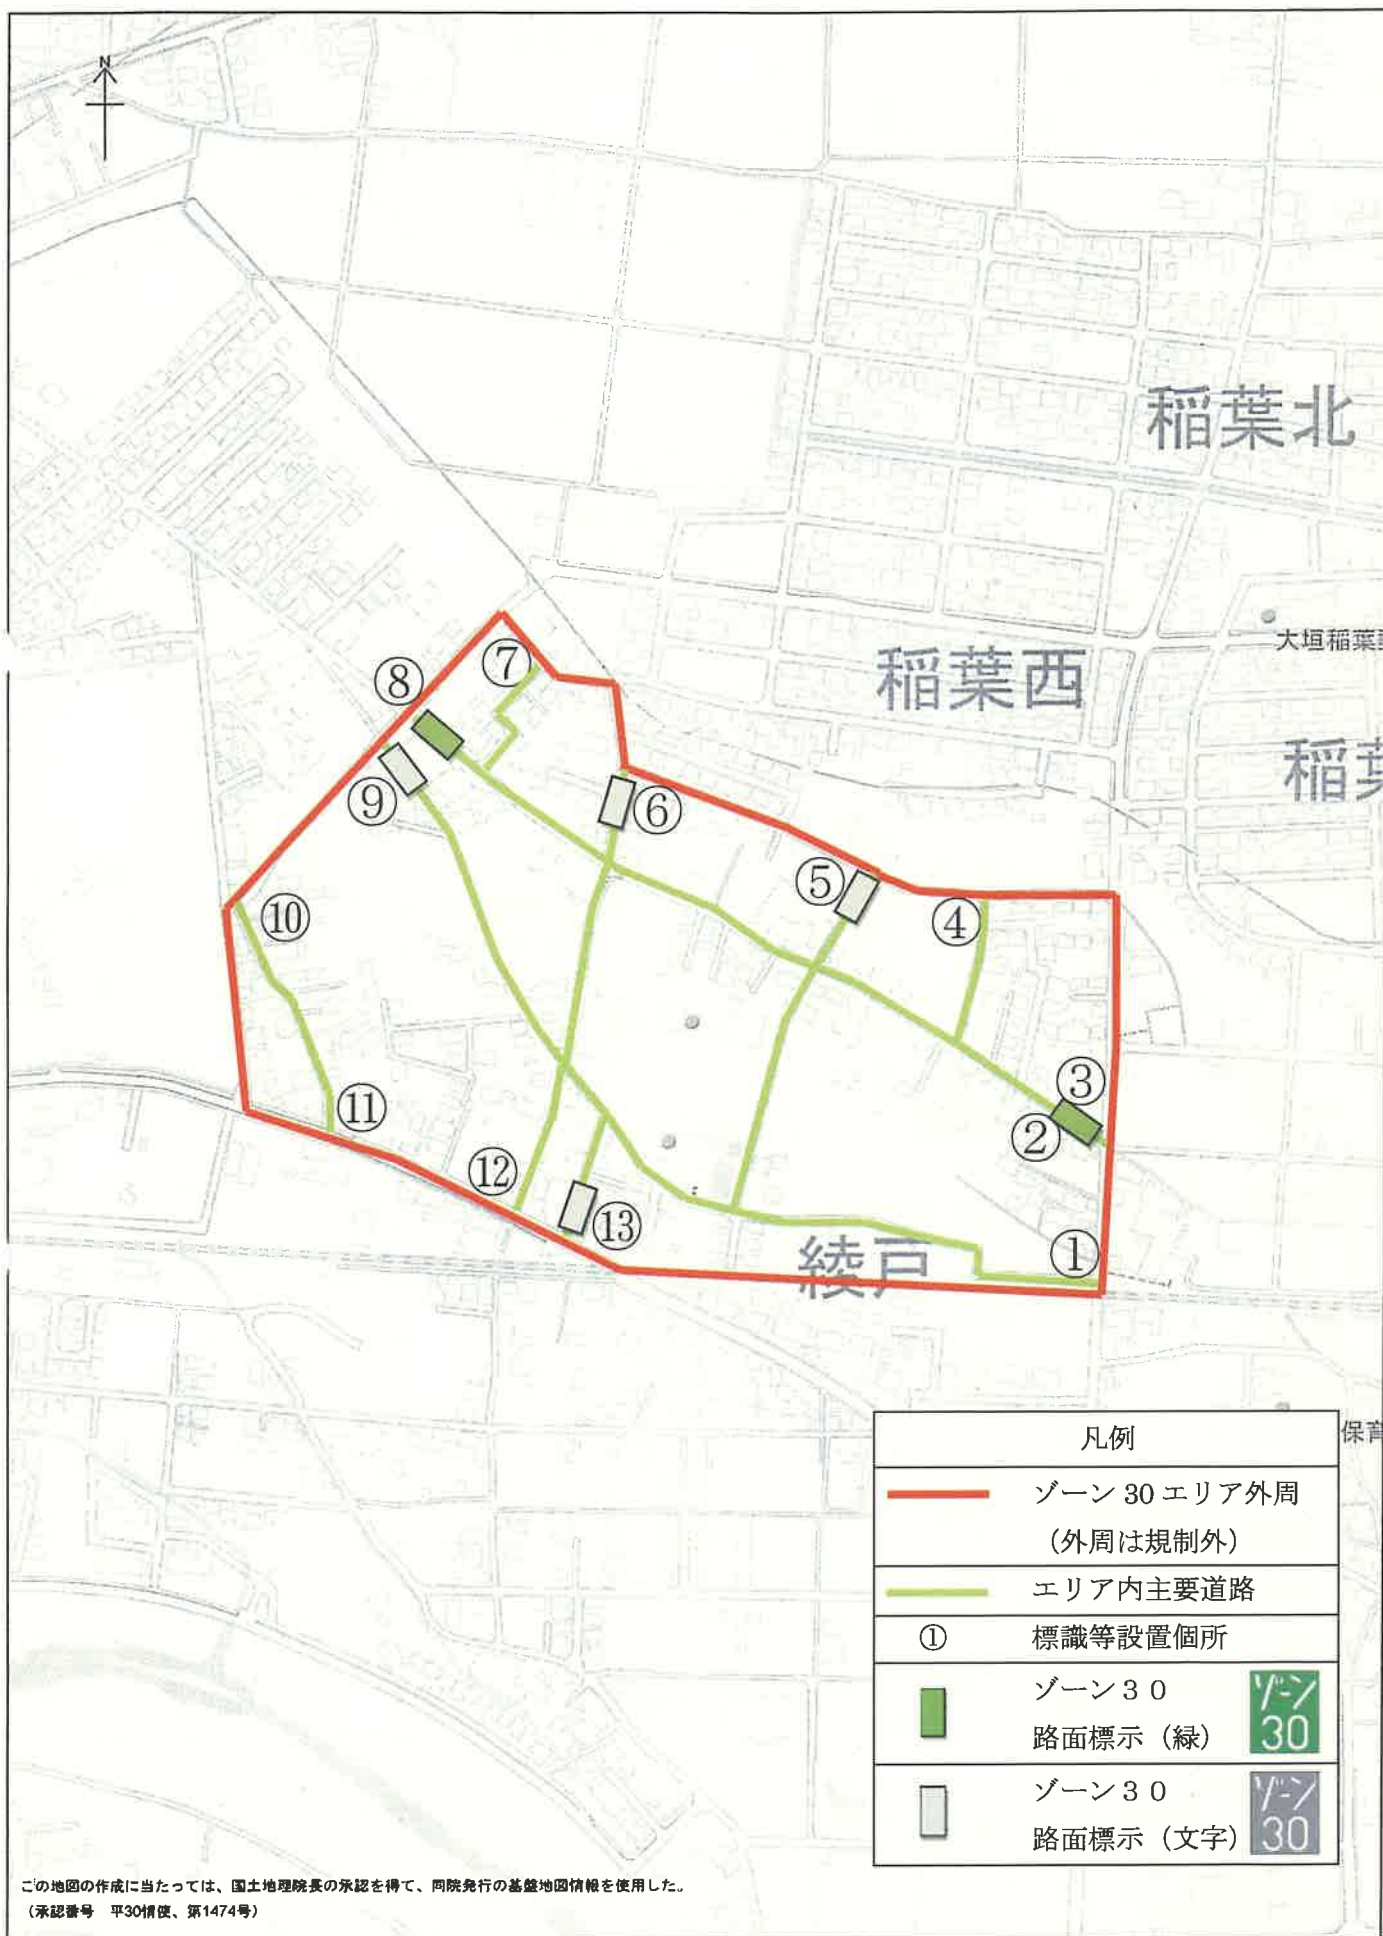 N
稲葉北
大垣稲葉
稲葉西
稲葉
⑦
⑧
⑨
⑥
⑤
④
⑩
③
②
⑪
⑫
⑬
①
綾戸
保育
凡例
ゾーン 30 エリア外周
(外周は規制外)
エリア内主要道路
① 標識等設置個所
ゾーン３０
路面標示（緑）
ゾーン
30
ゾーン３０
路面標示（文字）
ゾーン
30
この地図の作成に当たっては、国土地理院長の承認を得て、同院発行の基盤地図情報を使用した。
（承認番号　平30情使、第1474号）